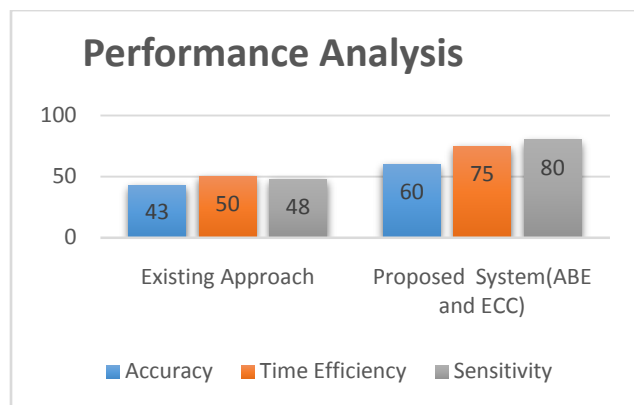 Performance Analysis
100
50
0
43
50
48
60
75
80
Existing Approach
Proposed System(ABE
and ECC)
Accuracy Time Efficiency Sensitivity